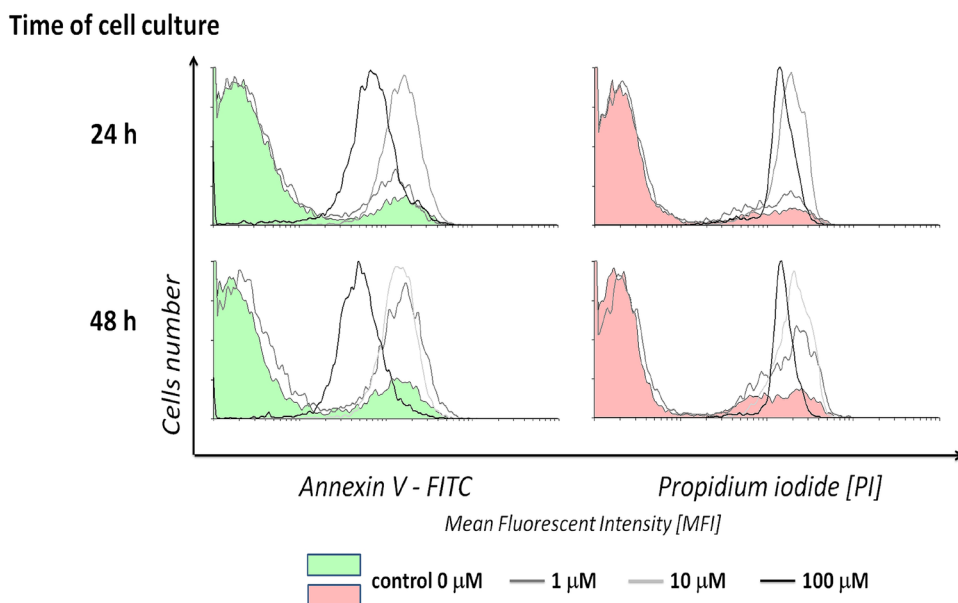 Time of cell culture
24 h
48 h
Cells number
Annexin V - FITC
Propidium iodide [PI]
Mean Fluorescent Intensity [MFI]
control 0 µM
1 µM
10 µM
100 µM